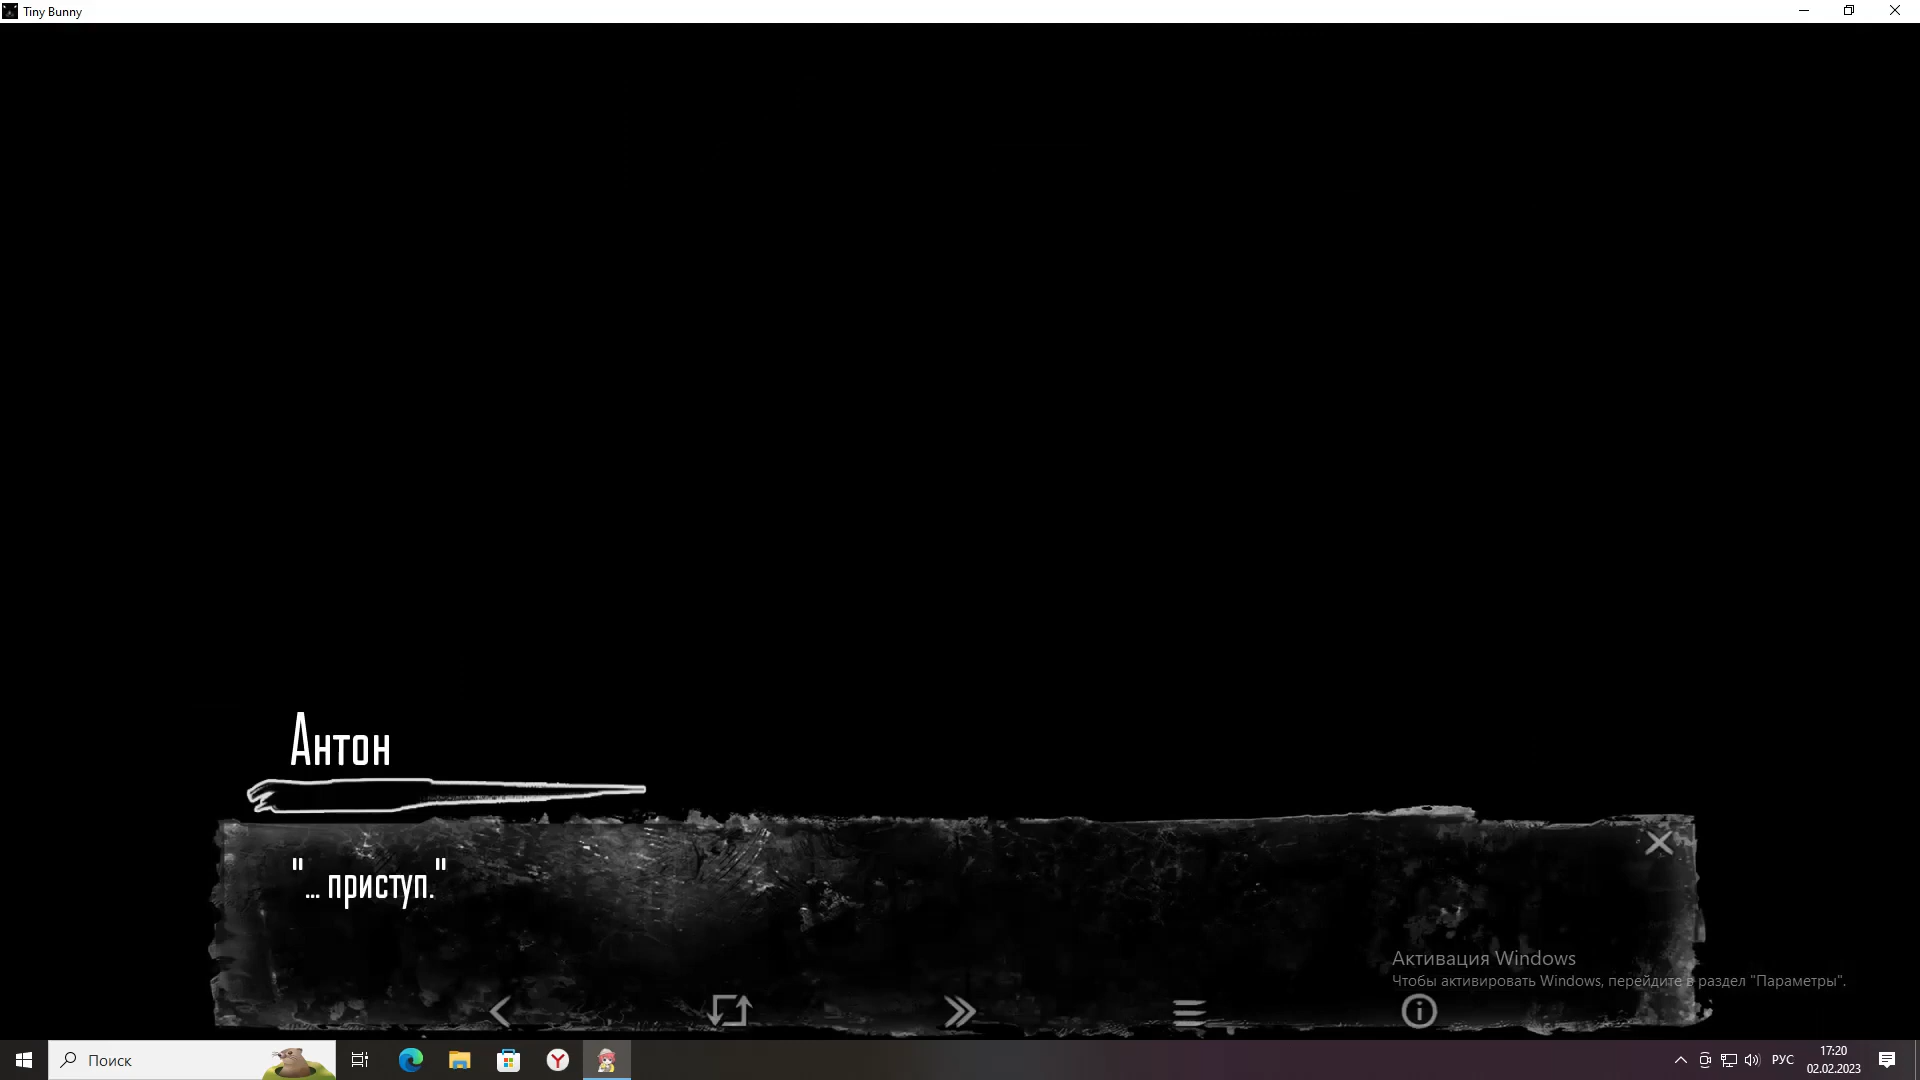 Tiny Bunny
Антон
"... приступ."
Активация Windows
Чтобы активировать Windows, перейдите в раздел "Параметры".
Поиск
РУС
17:20
02.02.2023